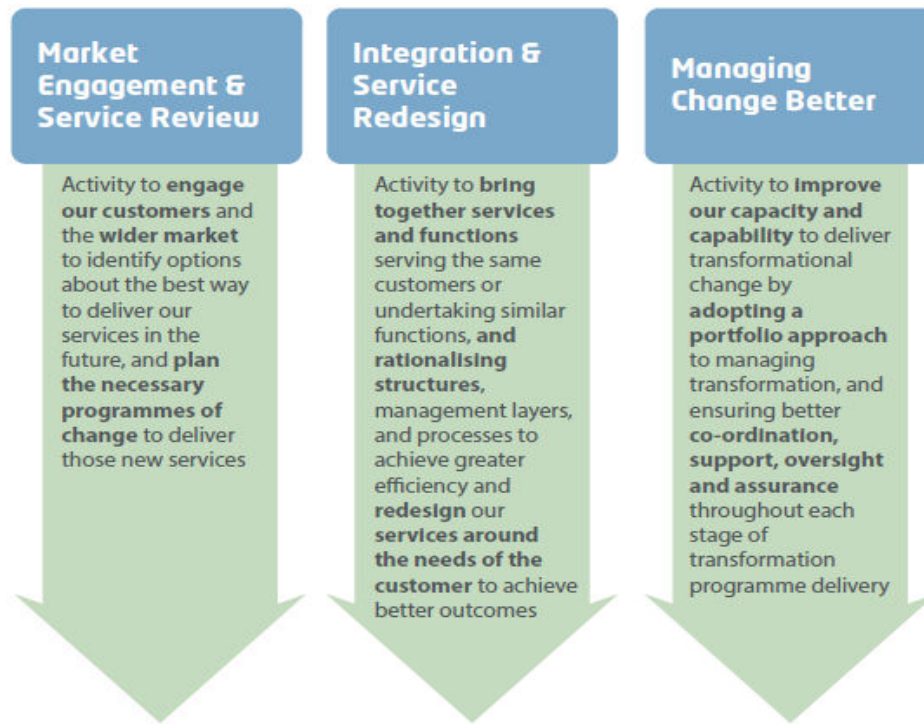 Market
Engagement &
Service Review
Activity to engage
our customers and
the wider market
to identify options
about the best way
to deliver our
services in the
future, and plan
the necessary
programmes of
change to deliver
those new services
Integration &
Service
Redesign
Activity to bring
together services
and functions
serving the same
customers or
undertaking similar
functions, and
rationalising
structures,
management layers,
and processes to
achieve greater
efficiency and
redesign our
services around
the needs of the
customer to achieve
better outcomes
Managing
Change Better
Activity to improve
our capacity and
capability to deliver
transformational
change by
adopting a
portfolio approach
to managing
transformation, and
ensuring better
co-ordination,
support, oversight
and assurance
throughout each
stage of
transformation
programme delivery